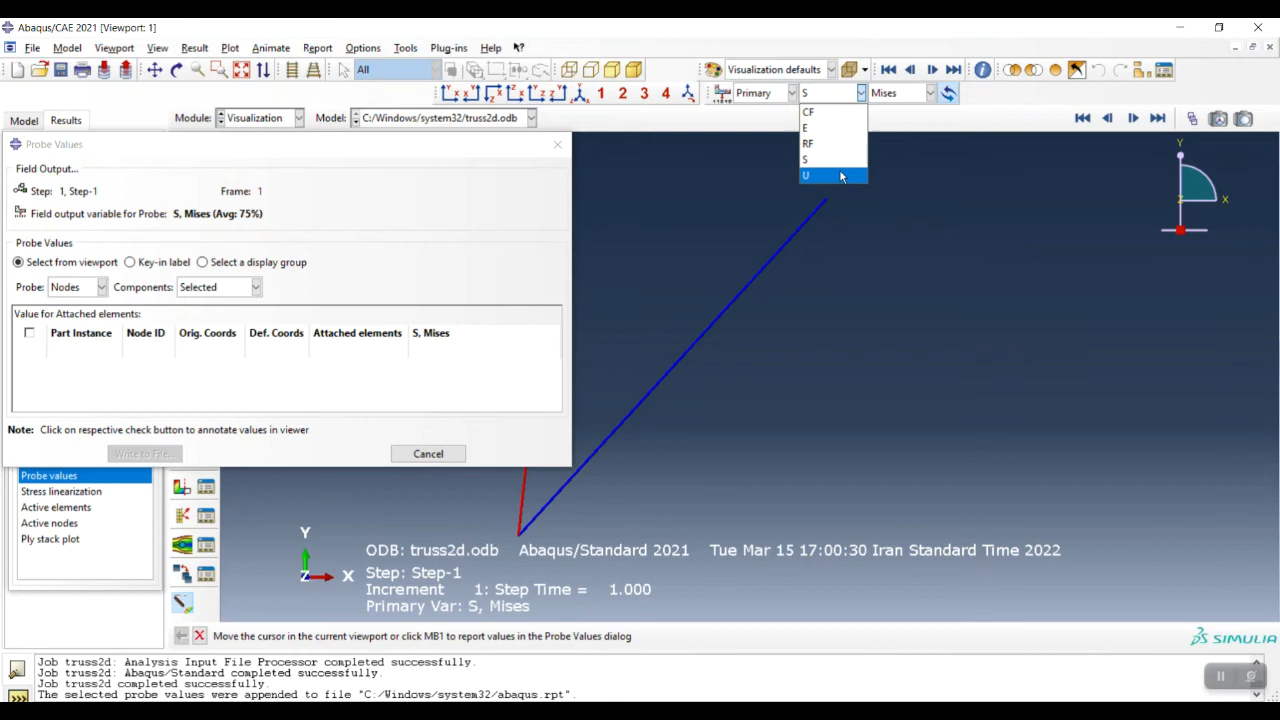 Abaqus/CAE 2021 [Viewport: 1]
File Model Viewport View Result Plot Animate Report Options Tools Plug-ins Help
All
Visualization defaults
1 2 3 4
Primary S Mises
CF
E
RF
S
U
Model Results Module: Visualization Model: C:/Windows/system32/truss2d.odb
Probe Values
Field Output...
Step: 1, Step-1 Frame: 1
Field output variable for Probe: S, Mises (Avg: 75%)
Probe Values
Select from viewport Key-in label Select a display group
Probe: Nodes Components: Selected
Value for Attached elements:
Part Instance Node ID Orig. Coords Def. Coords Attached elements S, Mises
Note: Click on respective check button to annotate values in viewer
Write to File... Cancel
Probe values
Stress linearization
Active elements
Active nodes
Ply stack plot
Y
X
Z
Y
X
Z
ODB: truss2d.odb Abaqus/Standard 2021 Tue Mar 15 17:00:30 Iran Standard Time 2022
Step: Step-1
Increment 1: Step Time = 1.000
Primary Var: S, Mises
Move the cursor in the current viewport or click MB1 to report values in the Probe Values dialog
SIMULIA
Job truss2d: Analysis Input File Processor completed successfully.
Job truss2d: Abaqus/Standard completed successfully.
Job truss2d completed successfully.
The selected probe values were appended to file "C:/Windows/system32/abaqus.rpt".